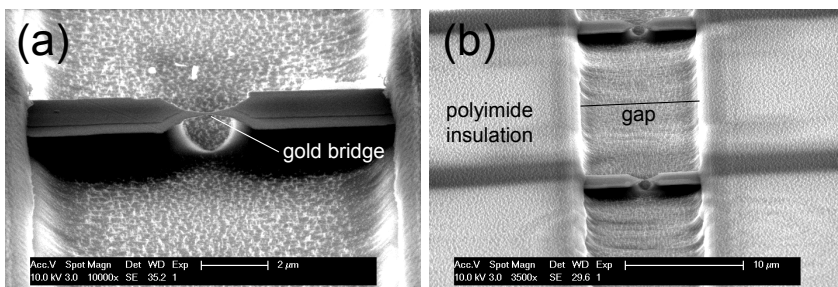 (a)
gold bridge
Acc.V Spot Magn Det WD Exp
10.0 kV 3.0 10000x SE 35.2 1
2 µm
(b)
polyimide
insulation
gap
Acc.V Spot Magn Det WD Exp
10.0 kV 3.0 3500x SE 29.6 1
10 µm